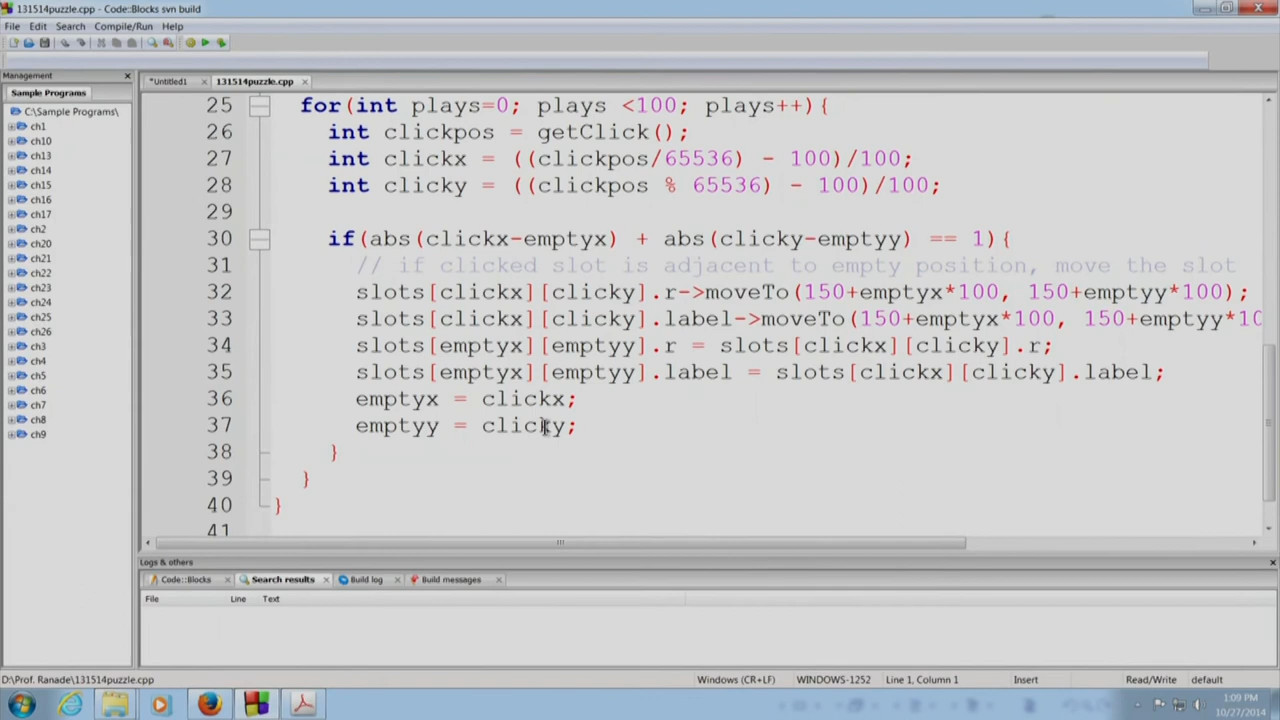 131514puzzle.cpp - Code::Blocks svn build
File Edit Search Compile/Run Help
Management
*Untitled1 131514puzzle.cpp
Sample Programs
C:\Sample Programs\
ch1
ch10
ch13
ch14
ch15
ch16
ch17
ch2
ch20
ch21
ch22
ch23
ch24
ch25
ch26
ch3
ch4
ch5
ch6
ch7
ch8
ch9
25 for(int plays=0; plays <100; plays++){
26 int clickpos = getClick();
27 int clickx = ((clickpos/65536) - 100)/100;
28 int clicky = ((clickpos % 65536) - 100)/100;
29
30 if(abs(clickx-emptyx) + abs(clicky-emptyy) == 1){
31 // if clicked slot is adjacent to empty position, move the slot
32 slots[clickx][clicky].r->moveTo(150+emptyx*100, 150+emptyy*100);
33 slots[clickx][clicky].label->moveTo(150+emptyx*100, 150+emptyy*10
34 slots[emptyx][emptyy].r = slots[clickx][clicky].r;
35 slots[emptyx][emptyy].label = slots[clickx][clicky].label;
36 emptyx = clickx;
37 emptyy = clicky;
38 }
39 }
40 }
41
Logs & others
Code::Blocks Search results Build log Build messages
File Line Text
D:\Prof. Ranade\131514puzzle.cpp Windows (CR+LF) WINDOWS-1252 Line 1, Column 1 Insert Read/Write default
1:09 PM
10/27/2014